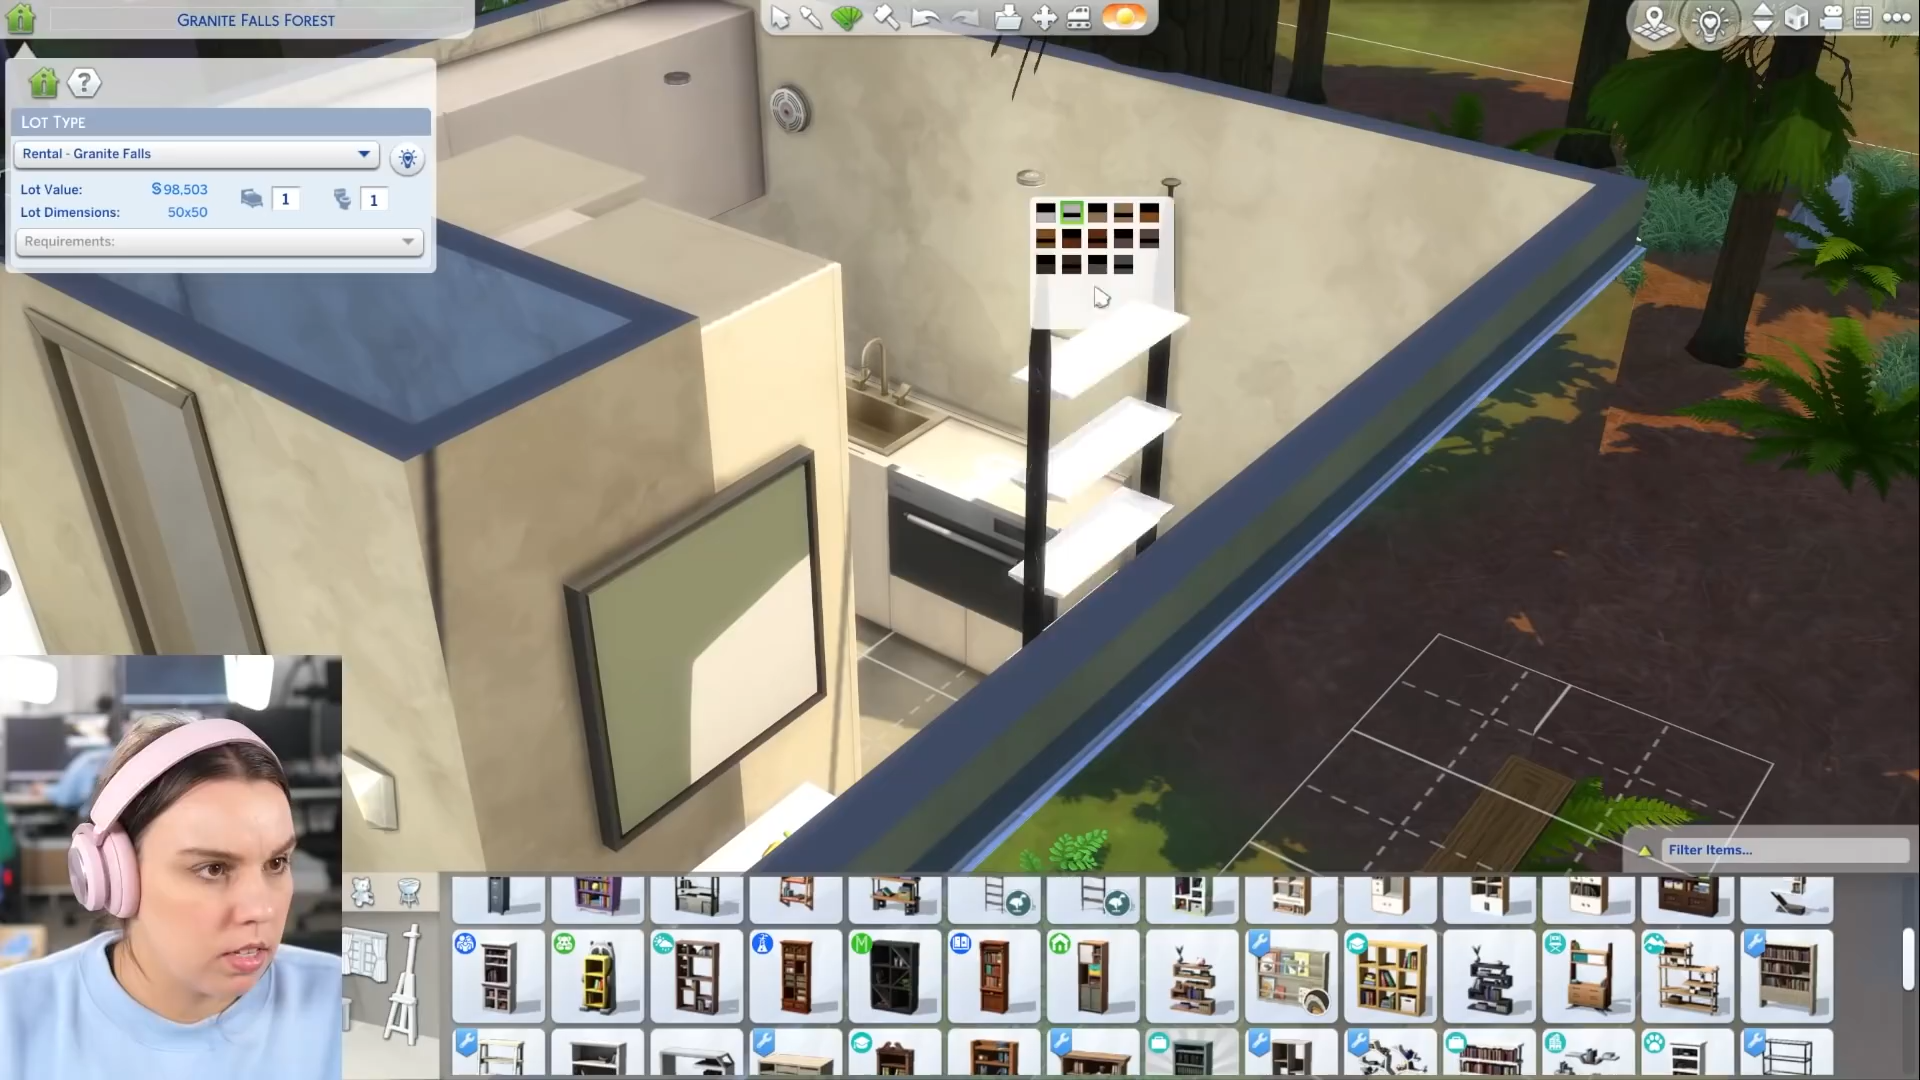 GRANITE FALLS FOREST
LOT TYPE
Rental - Granite Falls
Lot Value: §98,503
1
1
Lot Dimensions: 50x50
Requirements:
Filter Items...
M